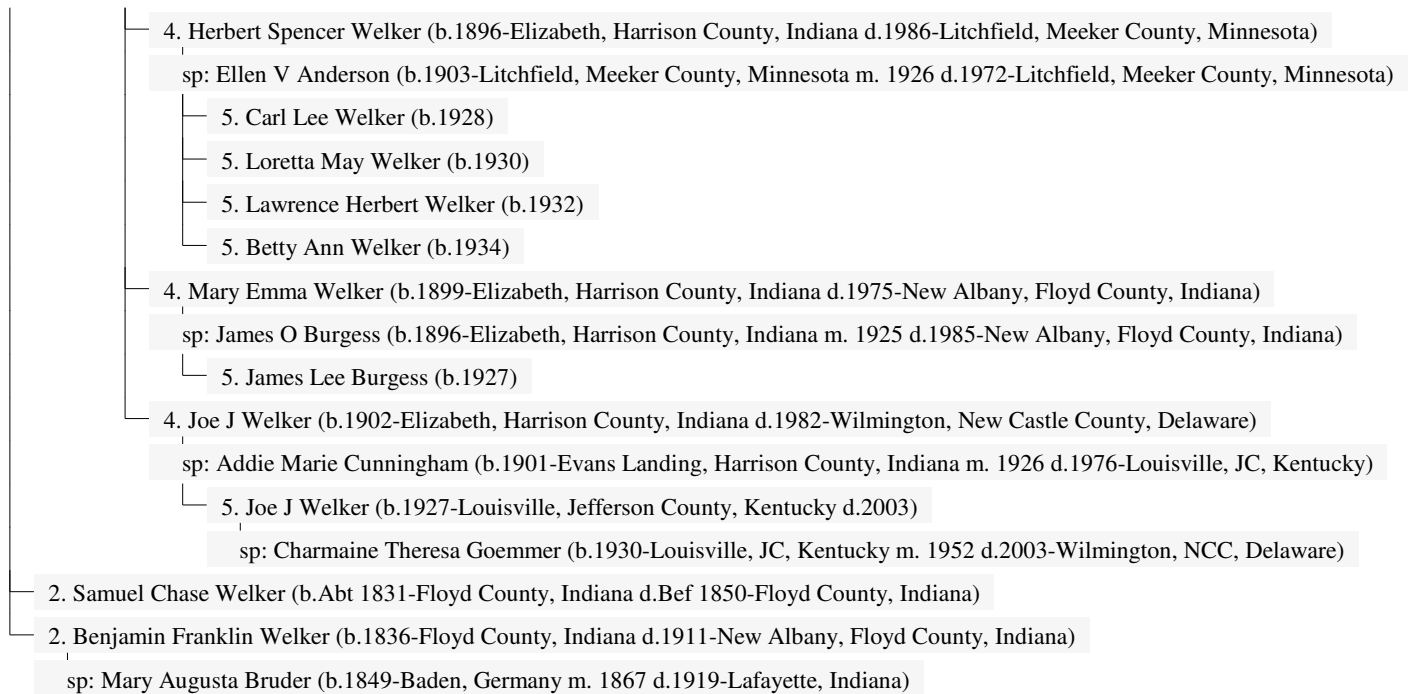 4. Herbert Spencer Welker (b.1896-Elizabeth, Harrison County, Indiana d.1986-Litchfield, Meeker County, Minnesota)
sp: Ellen V Anderson (b.1903-Litchfield, Meeker County, Minnesota m. 1926 d.1972-Litchfield, Meeker County, Minnesota)
5. Carl Lee Welker (b.1928)
5. Loretta May Welker (b.1930)
5. Lawrence Herbert Welker (b.1932)
5. Betty Ann Welker (b.1934)
4. Mary Emma Welker (b.1899-Elizabeth, Harrison County, Indiana d.1975-New Albany, Floyd County, Indiana)
sp: James O Burgess (b.1896-Elizabeth, Harrison County, Indiana m. 1925 d.1985-New Albany, Floyd County, Indiana)
5. James Lee Burgess (b.1927)
4. Joe J Welker (b.1902-Elizabeth, Harrison County, Indiana d.1982-Wilmington, New Castle County, Delaware)
sp: Addie Marie Cunningham (b.1901-Evans Landing, Harrison County, Indiana m. 1926 d.1976-Louisville, JC, Kentucky)
5. Joe J Welker (b.1927-Louisville, Jefferson County, Kentucky d.2003)
sp: Charmaine Theresa Goemmer (b.1930-Louisville, JC, Kentucky m. 1952 d.2003-Wilmington, NCC, Delaware)
2. Samuel Chase Welker (b.Abt 1831-Floyd County, Indiana d.Bef 1850-Floyd County, Indiana)
2. Benjamin Franklin Welker (b.1836-Floyd County, Indiana d.1911-New Albany, Floyd County, Indiana)
sp: Mary Augusta Bruder (b.1849-Baden, Germany m. 1867 d.1919-Lafayette, Indiana)